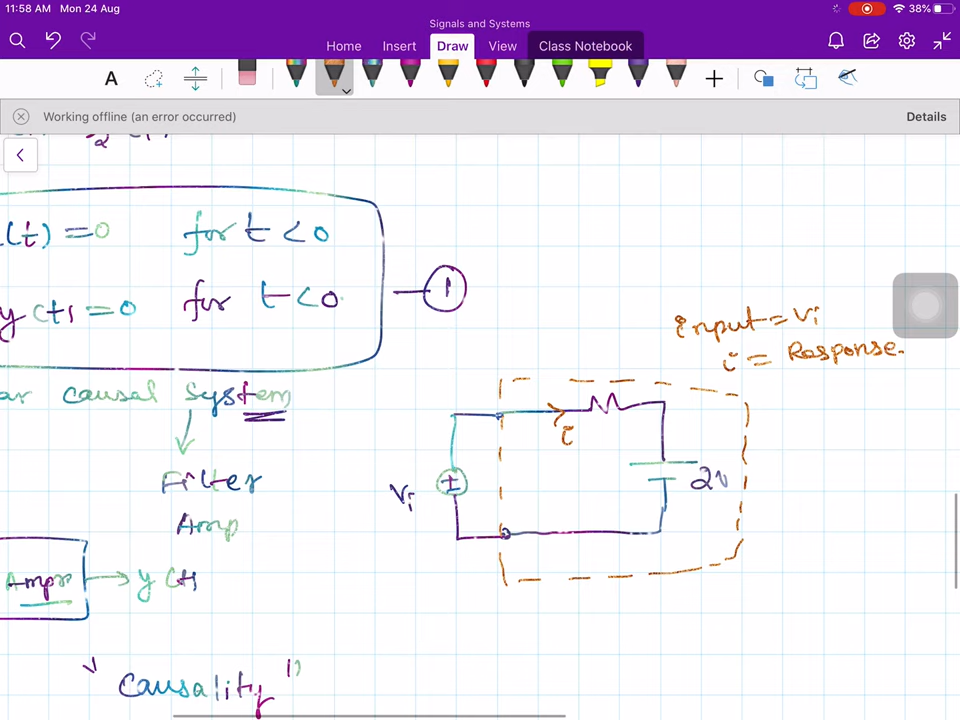 11:58 AM Mon 24 Aug
38%
Signals and Systems
Home Insert Draw View Class Notebook
A
Working offline (an error occurred)
Details
(t) = 0 for t < 0
y(t) = 0 for t < 0
1
input = Vi
i = Response.
ar causal system
Filter
Amp
Vi
i
2V
y(t)
"Causality"